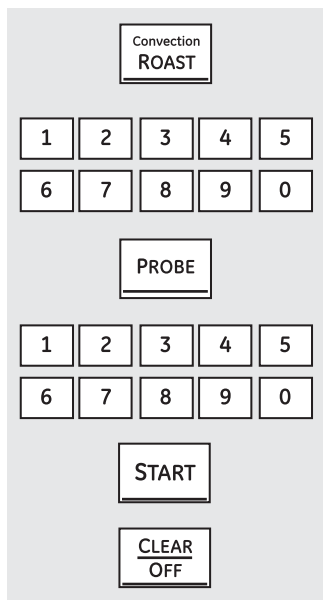 Convection
ROAST
1 2 3 4 5
6 7 8 9 0
PROBE
1 2 3 4 5
6 7 8 9 0
START
CLEAR
OFF